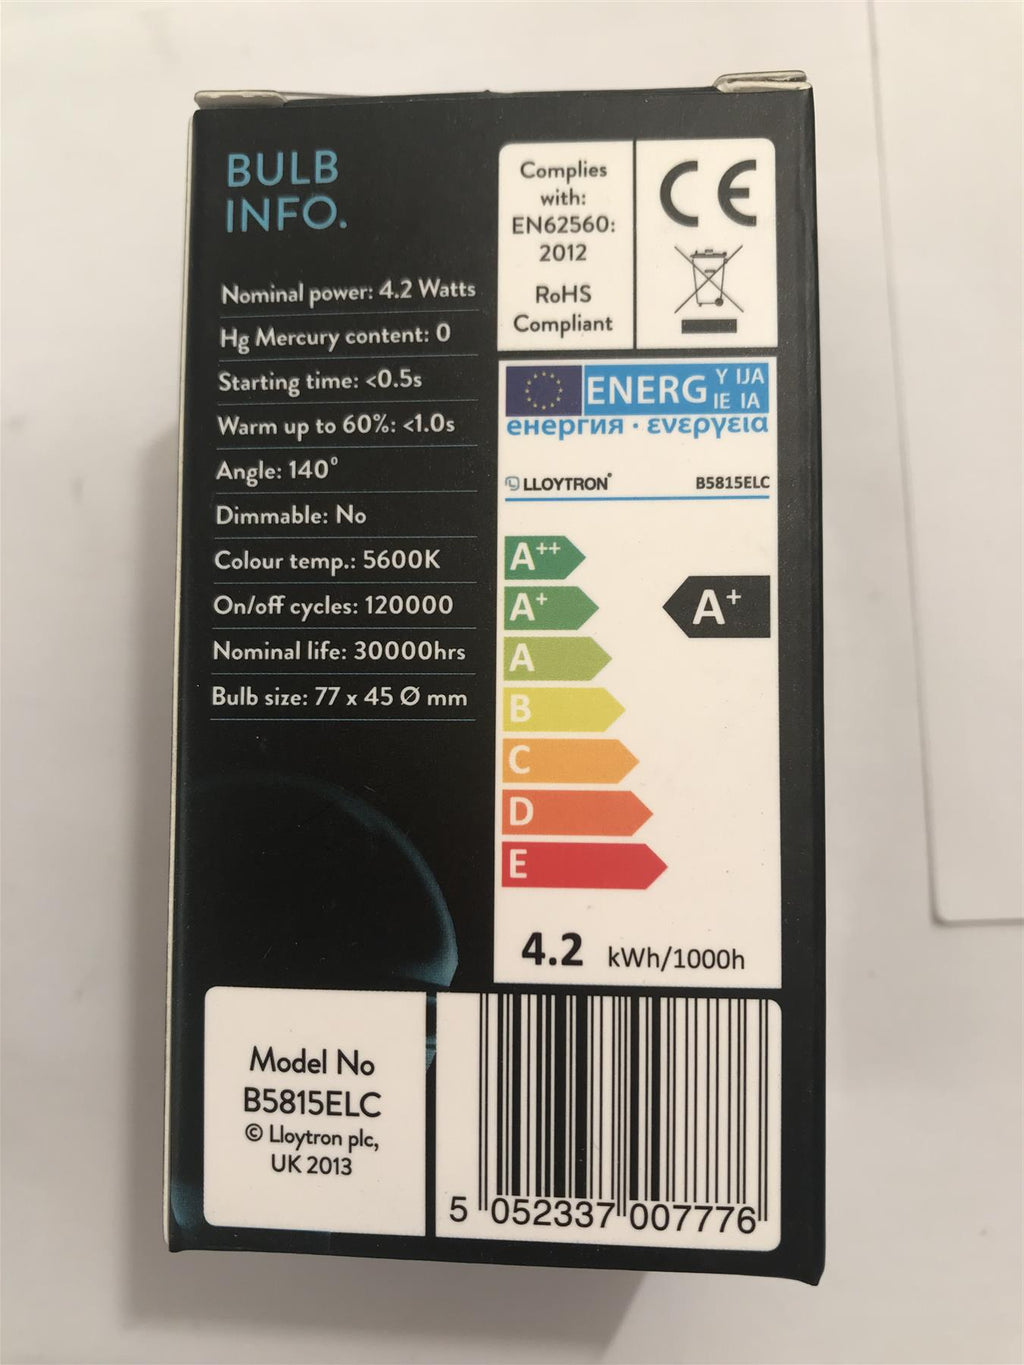 BULB
INFO.
Nominal power: 4.2 Watts
Hg Mercury content: 0
Starting time: <0.5s
Warm up to 60%: <1.0s
Angle: 140⁰
Dimmable: No
Colour temp.: 5600K
On/off cycles: 120000
Nominal life: 30000hrs
Bulb size: 77 x 45 Ø mm
Complies
with:
EN62560:
2012
RoHS
Compliant
CE
ENERG Y IJA
IE IA
енергия · ενεργεια
LLOYTRON® B5815ELC
A++
A+
A+
A
B
C
D
E
4.2 kWh/1000h
Model No
B5815ELC
© Lloytron plc,
UK 2013
5 052337 007776